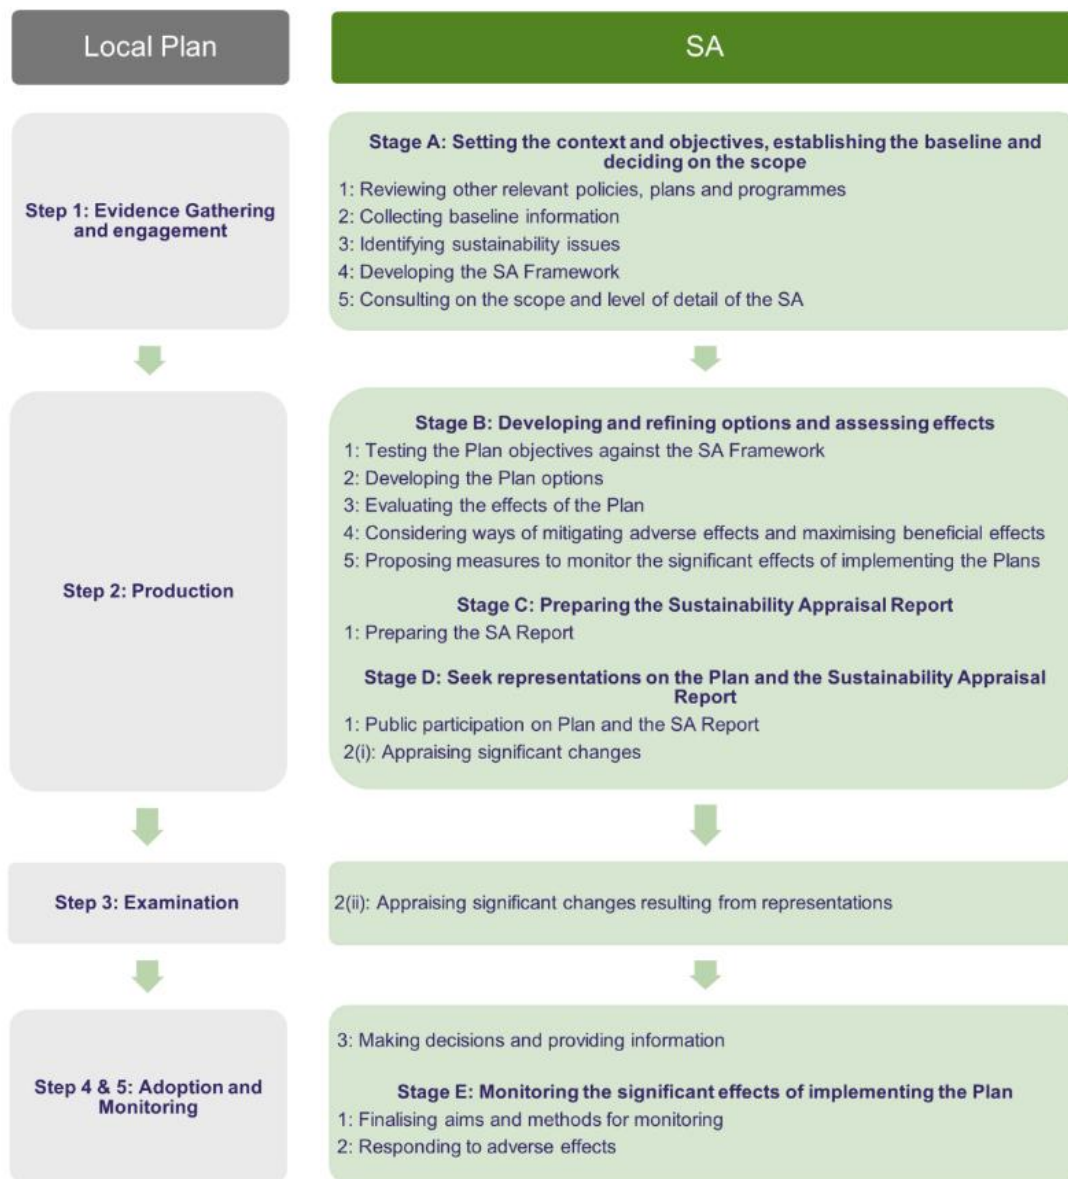 Local Plan
SA
Step 1: Evidence Gathering
and engagement
Stage A: Setting the context and objectives, establishing the baseline and
deciding on the scope
1: Reviewing other relevant policies, plans and programmes
2: Collecting baseline information
3: Identifying sustainability issues
4: Developing the SA Framework
5: Consulting on the scope and level of detail of the SA
Step 2: Production
Stage B: Developing and refining options and assessing effects
1: Testing the Plan objectives against the SA Framework
2: Developing the Plan options
3: Evaluating the effects of the Plan
4: Considering ways of mitigating adverse effects and maximising beneficial effects
5: Proposing measures to monitor the significant effects of implementing the Plans
Stage C: Preparing the Sustainability Appraisal Report
1: Preparing the SA Report
Stage D: Seek representations on the Plan and the Sustainability Appraisal
Report
1: Public participation on Plan and the SA Report
2(i): Appraising significant changes
Step 3: Examination
2(ii): Appraising significant changes resulting from representations
Step 4 & 5: Adoption and
Monitoring
3: Making decisions and providing information
Stage E: Monitoring the significant effects of implementing the Plan
1: Finalising aims and methods for monitoring
2: Responding to adverse effects